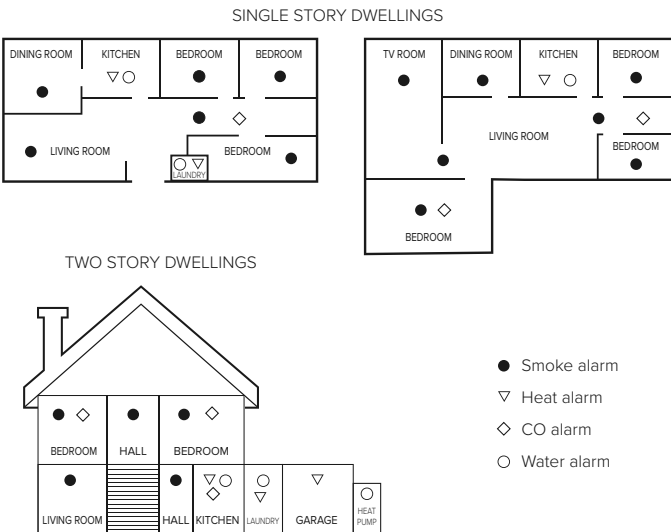 SINGLE STORY DWELLINGS
DINING ROOM
KITCHEN
BEDROOM
BEDROOM
LIVING ROOM
LAUNDRY
BEDROOM
TV ROOM
DINING ROOM
KITCHEN
BEDROOM
LIVING ROOM
BEDROOM
BEDROOM
TWO STORY DWELLINGS
BEDROOM
HALL
BEDROOM
LIVING ROOM
HALL
KITCHEN
LAUNDRY
GARAGE
HEAT
PUMP
Smoke alarm
Heat alarm
CO alarm
Water alarm